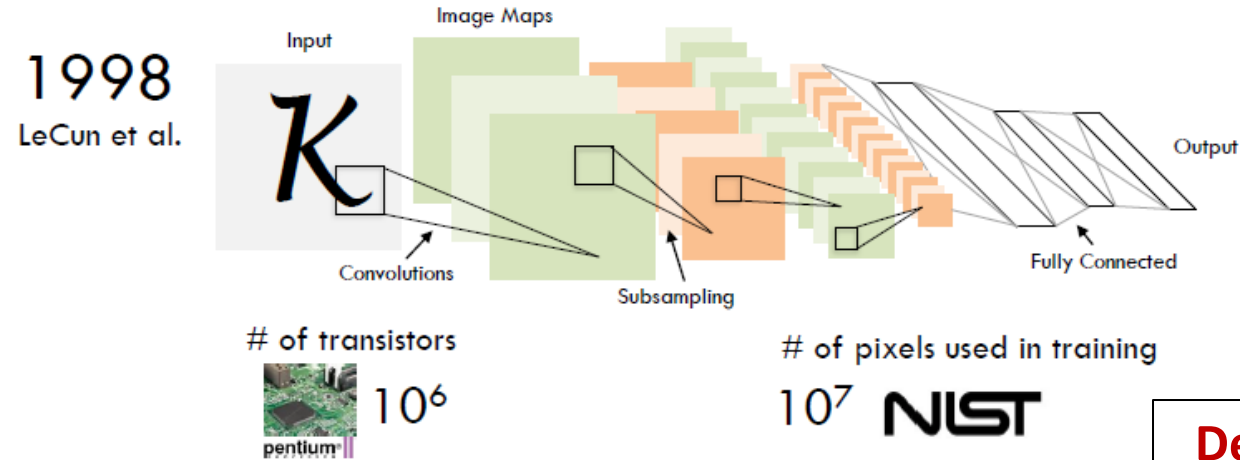 Image Maps
Input
1998
LeCun et al.
K
Output
Convolutions
Fully Connected
Subsampling
# of transistors
# of pixels used in training
10⁶
10⁷ NIST
pentium II